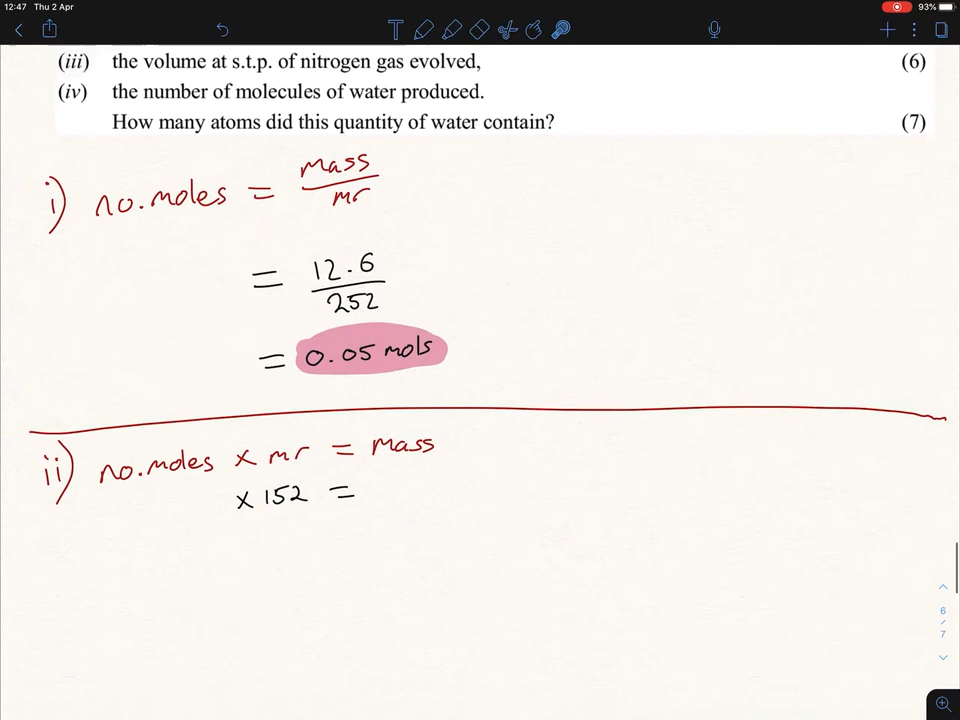 12:47 Thu 2 Apr
93%
(iii) the volume at s.t.p. of nitrogen gas evolved, (6)
(iv) the number of molecules of water produced.
How many atoms did this quantity of water contain? (7)
i) no.moles = mass / mr
= 12.6 / 252
= 0.05 mols
ii) no.moles x mr = mass
x 152 =
6 / 7